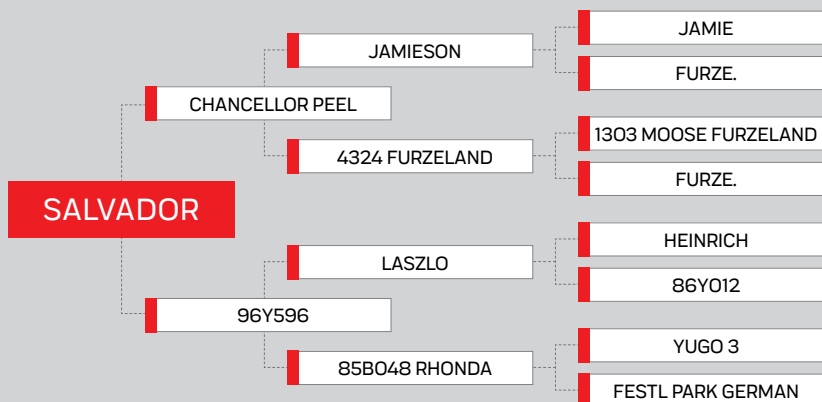 JAMIE
JAMIESON
FURZE.
CHANCELLOR PEEL
1303 MOOSE FURZELAND
4324 FURZELAND
FURZE.
SALVADOR
HEINRICH
LASZLO
86Y012
96Y596
YUGO 3
85B048 RHONDA
FESTL PARK GERMAN